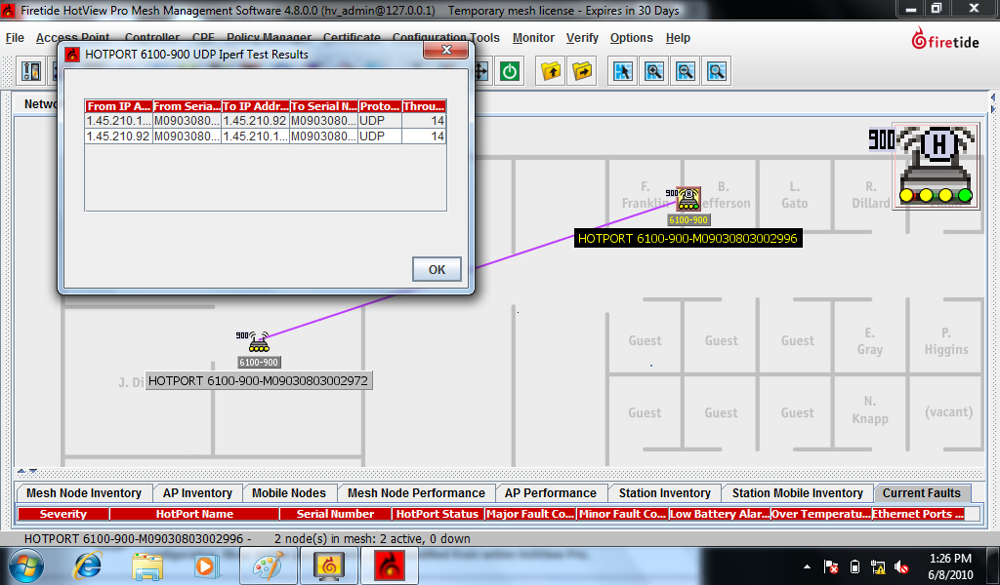 Firetide HotView Pro Mesh Management Software 4.8.0.0 (hv_admin@127.0.0.1) Temporary mesh license - Expires in 30 Days
File Access Point Controller CPE Policy Manager Certificate Configuration Tools Monitor Verify Options Help
firetide
HOTPORT 6100-900 UDP Iperf Test Results
From IP A... From Seria... To IP Addr... To Serial N... Proto... Throu...
1.45.210.1... M0903080... 1.45.210.92 M0903080... UDP 14
1.45.210.92 M0903080... 1.45.210.1... M0903080... UDP 14
OK
Netwo
900
H
F. Franklin
B. Jefferson
L. Gato
R. Dillard
900
H
6100-900
HOTPORT 6100-900-M09030803002996
900
6100-900
HOTPORT 6100-900-M09030803002972
J. Di
Guest Guest Guest
E. Gray
P. Higgins
Guest Guest Guest
N. Knapp
(vacant)
Mesh Node Inventory AP Inventory Mobile Nodes Mesh Node Performance AP Performance Station Inventory Station Mobile Inventory Current Faults
Severity HotPort Name Serial Number HotPort Status Major Fault Co... Minor Fault Co... Low Battery Alar... Over Temperatu... Ethernet Ports ...
HOTPORT 6100-900-M09030803002996 - 2 node(s) in mesh: 2 active, 0 down
1:26 PM
6/8/2010